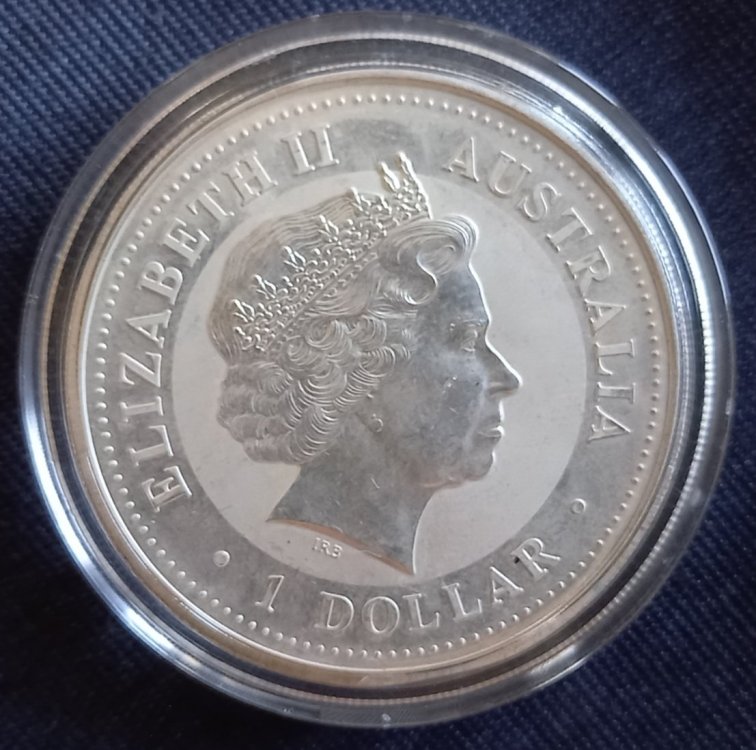 ELIZABETH II
AUSTRALIA
1 DOLLAR
IRB